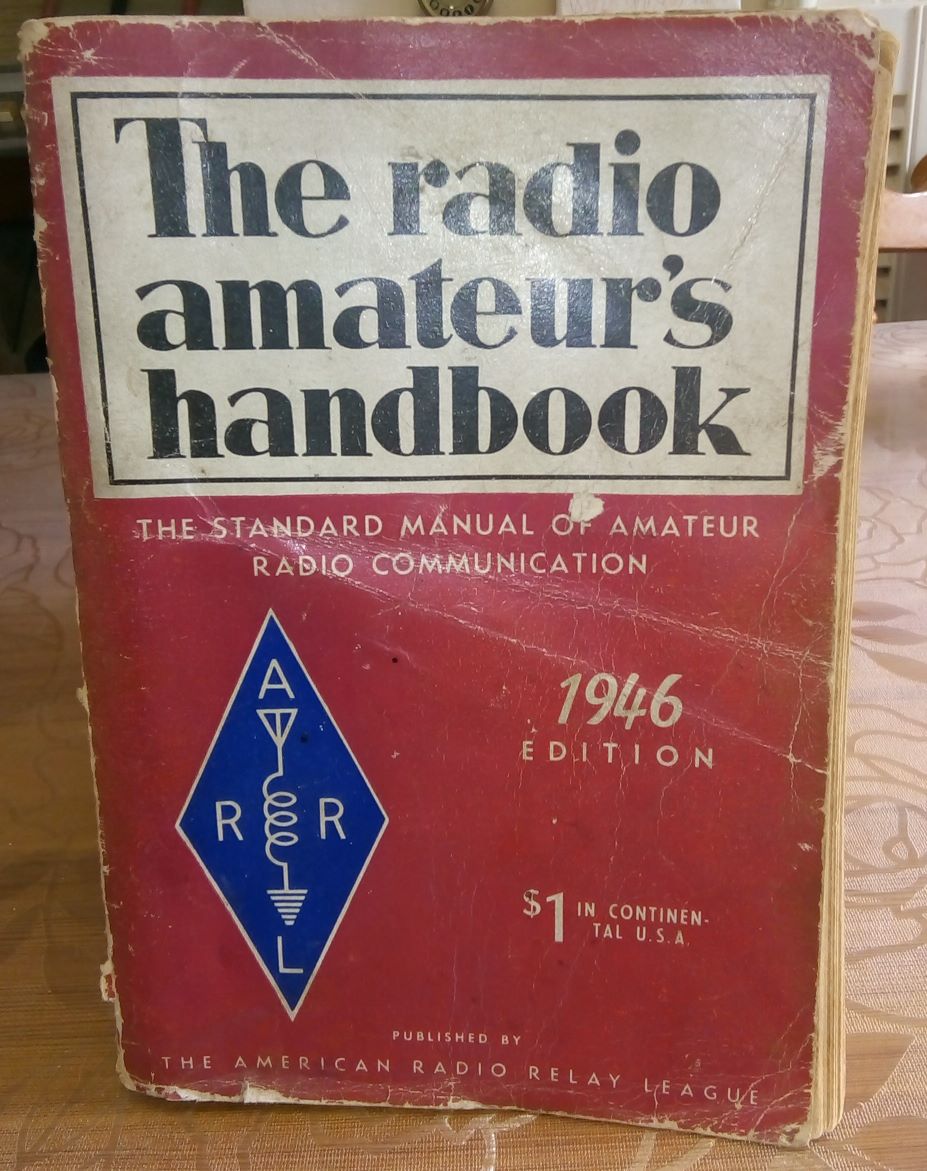 The radio
amateur's
handbook
THE STANDARD MANUAL OF AMATEUR
RADIO COMMUNICATION
A
R R
L
1946
EDITION
$1 IN CONTINEN-
TAL U.S.A.
PUBLISHED BY
THE AMERICAN RADIO RELAY LEAGUE